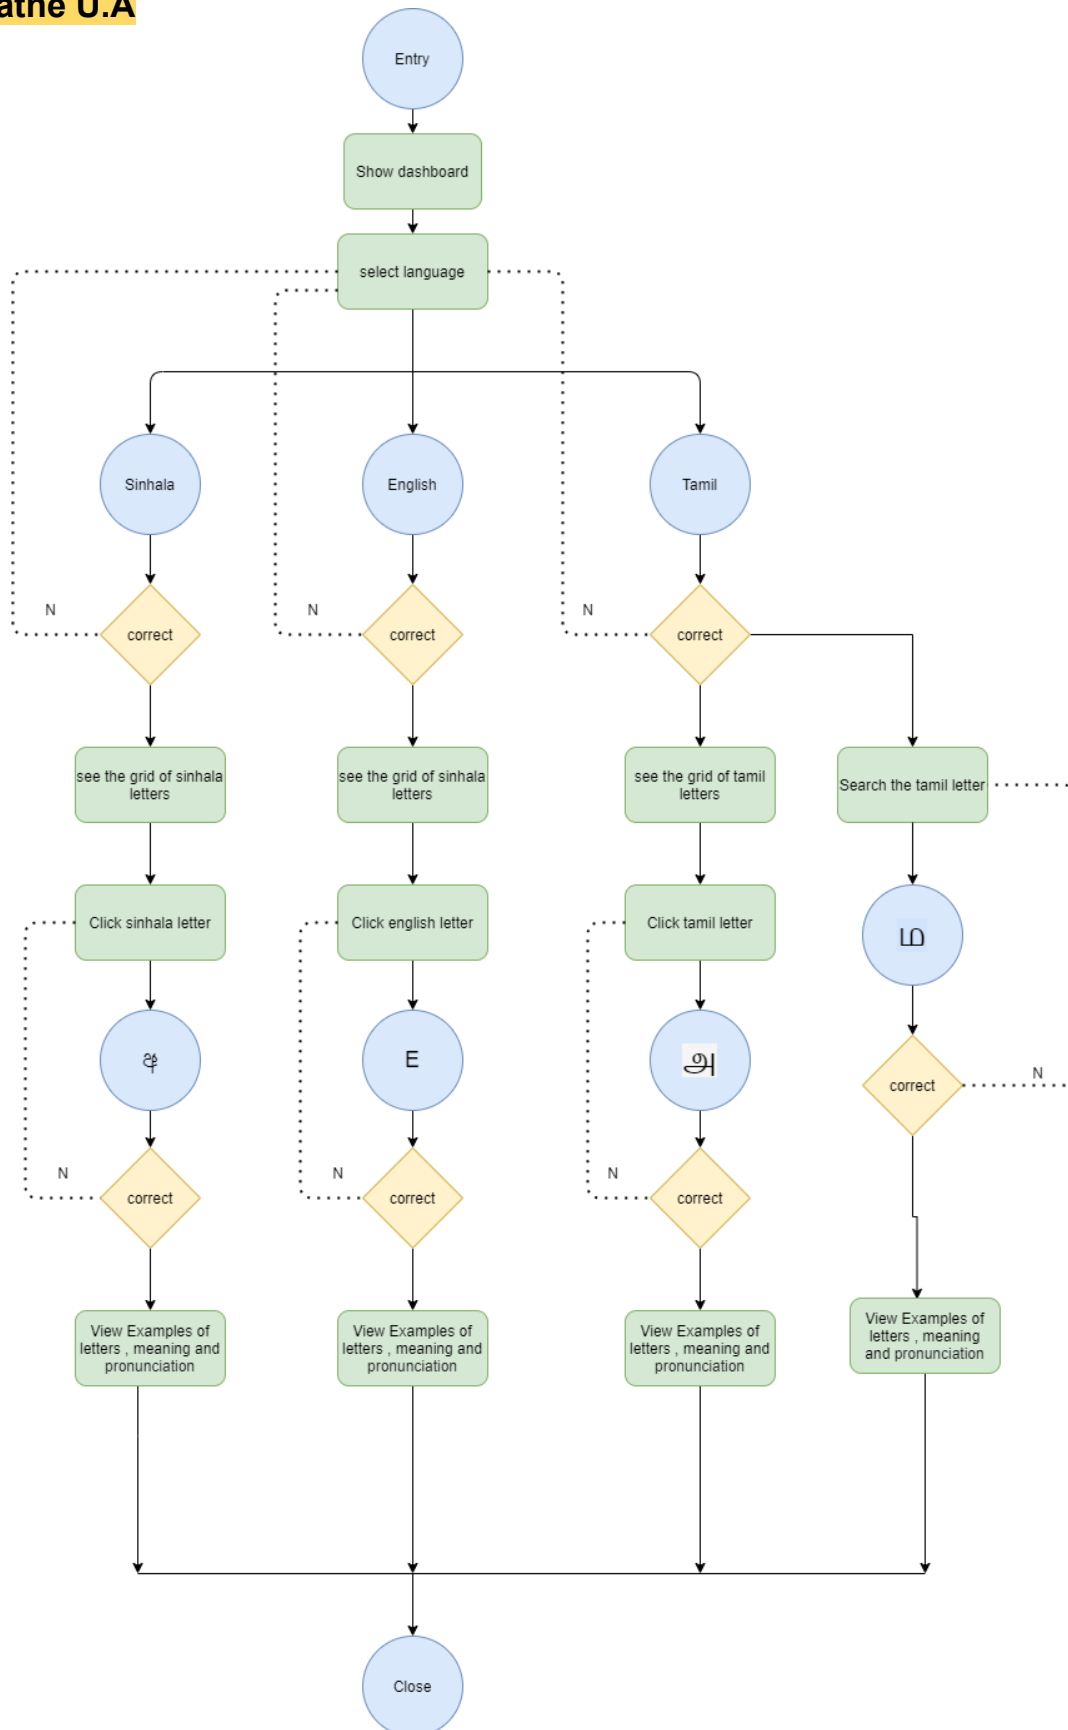 athe U.A
Entry
Show dashboard
select language
Sinhala
English
Tamil
N
correct
N
correct
N
correct
see the grid of sinhala
letters
see the grid of sinhala
letters
see the grid of tamil
letters
Search the tamil letter
Click sinhala letter
Click english letter
Click tamil letter
ம
අ
E
அ
correct
N
N
correct
N
correct
N
correct
View Examples of
letters , meaning and
pronunciation
View Examples of
letters , meaning and
pronunciation
View Examples of
letters , meaning and
pronunciation
View Examples of
letters , meaning
and pronunciation
Close